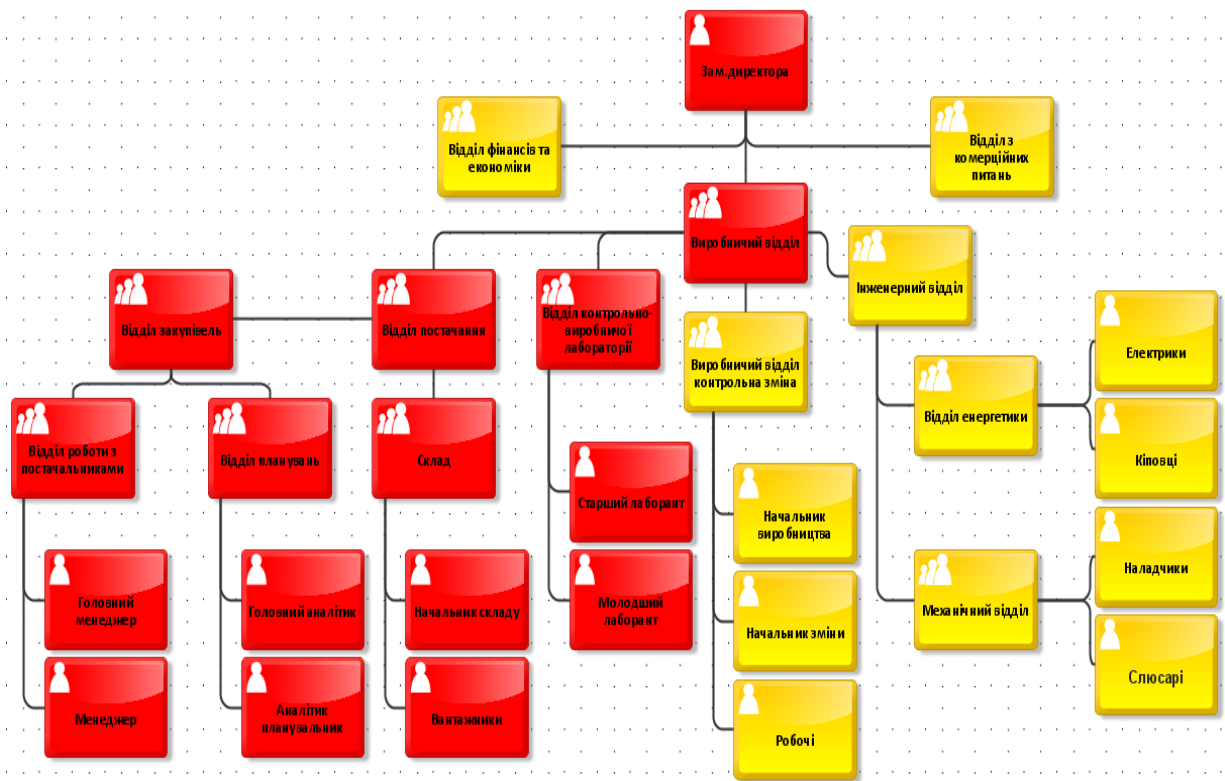 Зам.директора
Відділ фінансів та
економіки
Відділ з
комерційних
питань
Виробничий відділ
Інженерний відділ
Відділ закупівель
Відділ постачання
Відділ контрольно-
виробничої
лабораторії
Виробничий відділ
контрольна зміна
Електрики
Відділ енергетики
Кіповці
Відділ роботи з
постачальниками
Відділ планувань
Склад
Старший лаборант
Начальник
виробництва
Наладчики
Головний
менеджер
Головний аналітик
Начальник складу
Молодший
лаборант
Начальник зміни
Механічний відділ
Слюсарі
Менеджер
Аналітик
планувальник
Вантажники
Робочі